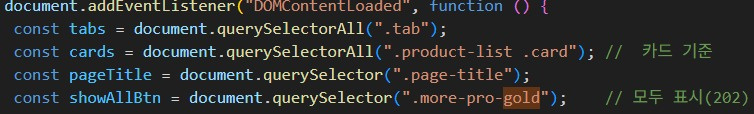 document.addEventListener("DOMContentLoaded", function () {
const tabs = document.querySelectorAll(".tab");
const cards = document.querySelectorAll(".product-list .card"); //  카드 기준
const pageTitle = document.querySelector(".page-title");
const showAllBtn = document.querySelector(".more-pro-gold");    // 모두 표시(202)